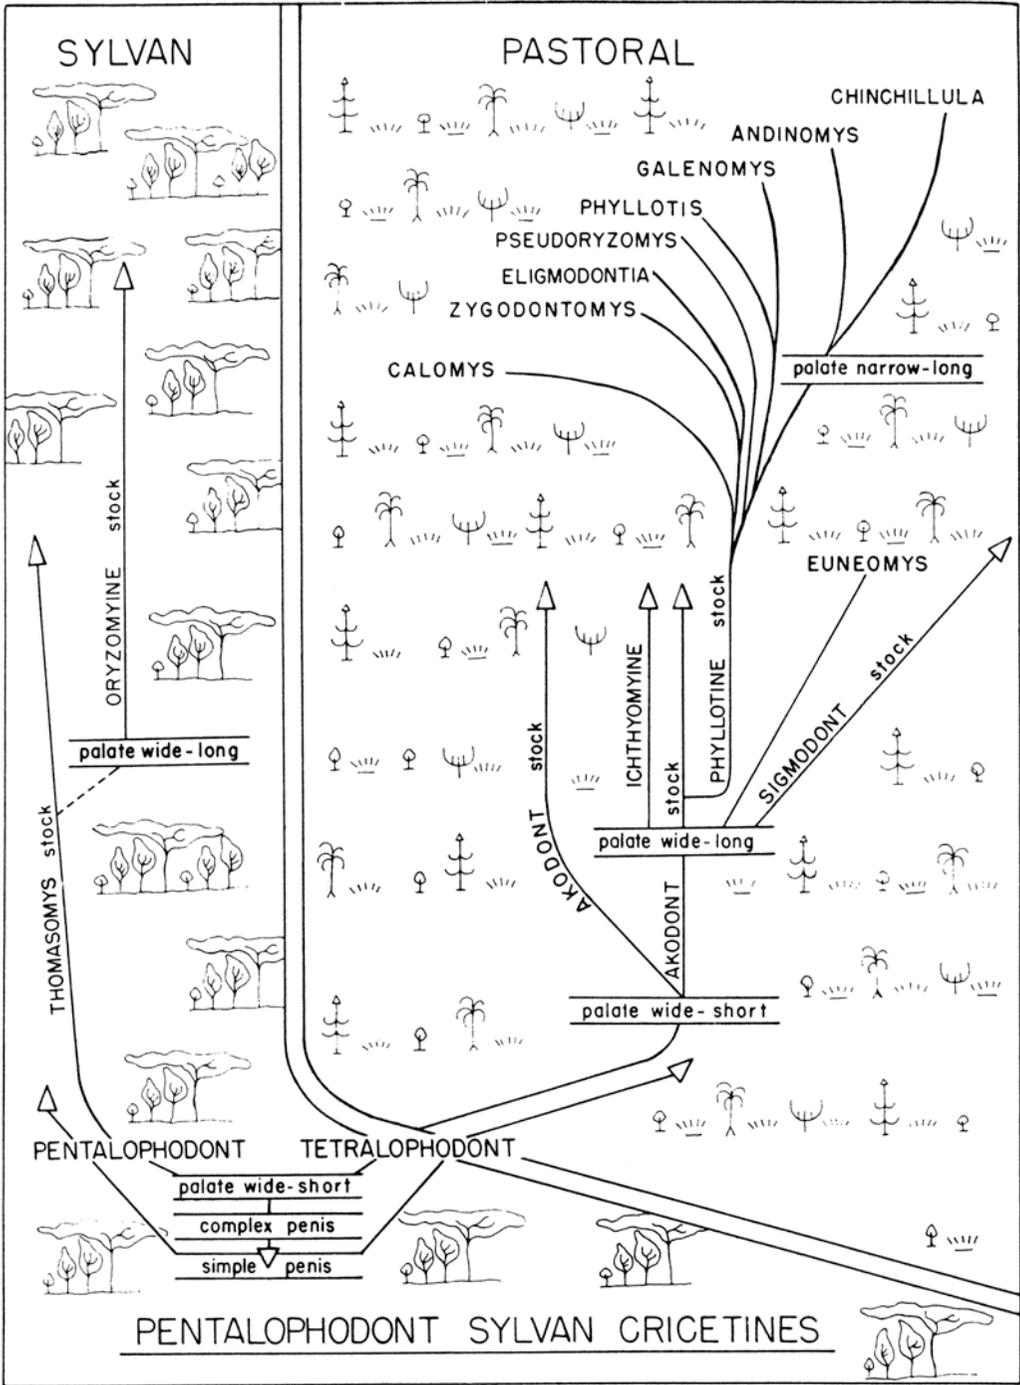 SYLVAN
PASTORAL
CHINCHILLULA
ANDINOMYS
GALENOMYS
PHYLLOTIS
PSEUDORYZOMYS
ELIGMODONTIA
ZYGODONTOMYS
CALOMYS
palate narrow-long
EUNEOMYS
ORYZOMYINE stock
palate wide-long
THOMASOMYS stock
AKODONT stock
ICHTHYOMYINE
AKODONT stock
PHYLLOTINE stock
SIGMODONT stock
palate wide-long
palate wide-short
PENTALOPHODONT
TETRALOPHODONT
palate wide-short
complex penis
simple penis
PENTALOPHODONT SYLVAN CRICETINES